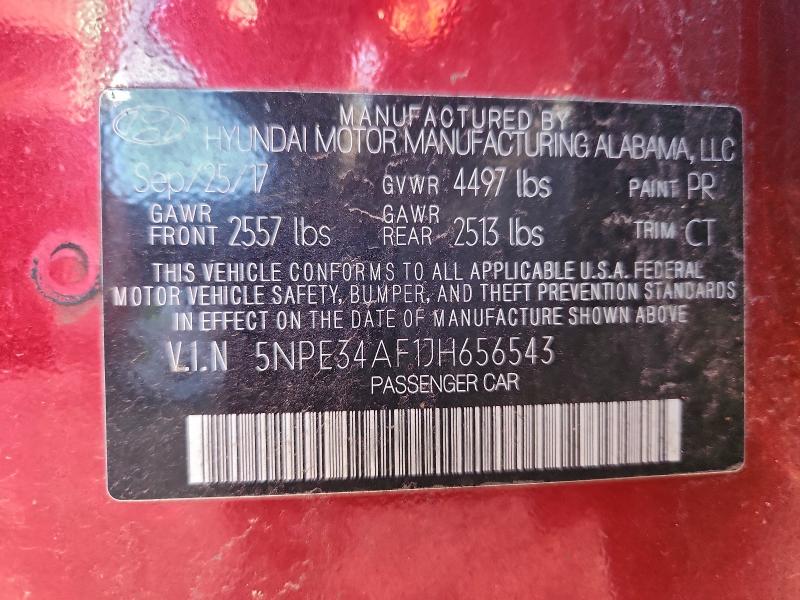 MANUFACTURED BY
HYUNDAI MOTOR MANUFACTURING ALABAMA, LLC
Sep/25/17 GVWR 4497 lbs PAINT PR
GAWR FRONT 2557 lbs GAWR REAR 2513 lbs TRIM CT
THIS VEHICLE CONFORMS TO ALL APPLICABLE U.S.A. FEDERAL
MOTOR VEHICLE SAFETY, BUMPER, AND THEFT PREVENTION STANDARDS
IN EFFECT ON THE DATE OF MANUFACTURE SHOWN ABOVE
V.I.N 5NPE34AF1JH656543
PASSENGER CAR